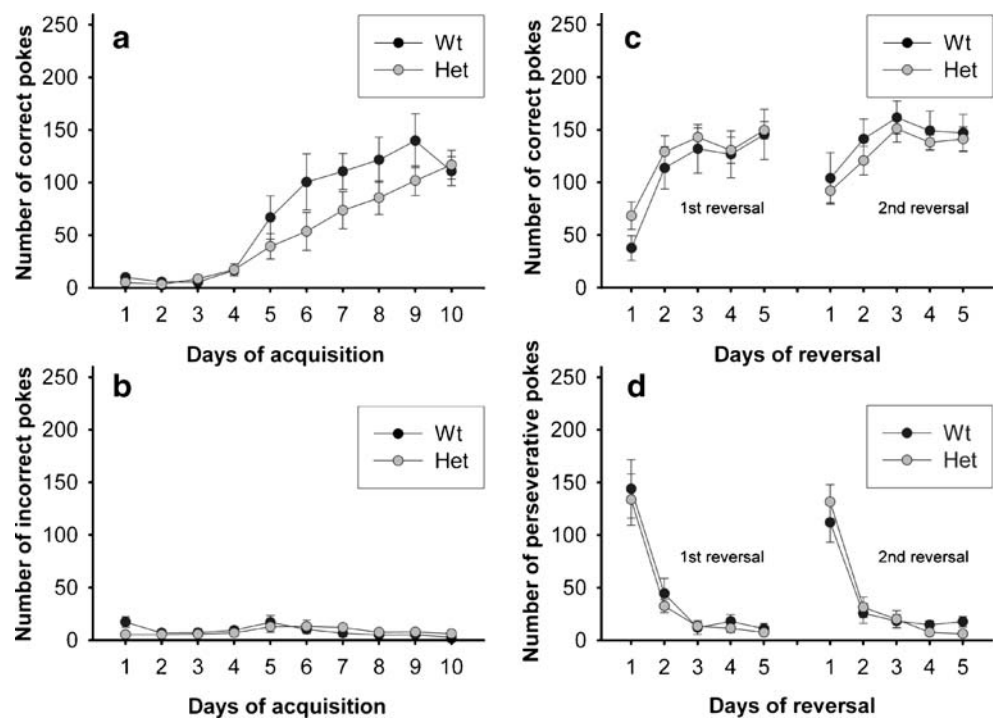 a
Wt
Het
250
200
150
100
50
0
Number of correct pokes
1 2 3 4 5 6 7 8 9 10
Days of acquisition
c
Wt
Het
250
200
150
100
50
0
Number of correct pokes
1st reversal
2nd reversal
1 2 3 4 5 1 2 3 4 5
Days of reversal
b
Wt
Het
250
200
150
100
50
0
Number of incorrect pokes
1 2 3 4 5 6 7 8 9 10
Days of acquisition
d
Wt
Het
250
200
150
100
50
0
Number of perseverative pokes
1st reversal
2nd reversal
1 2 3 4 5 1 2 3 4 5
Days of reversal